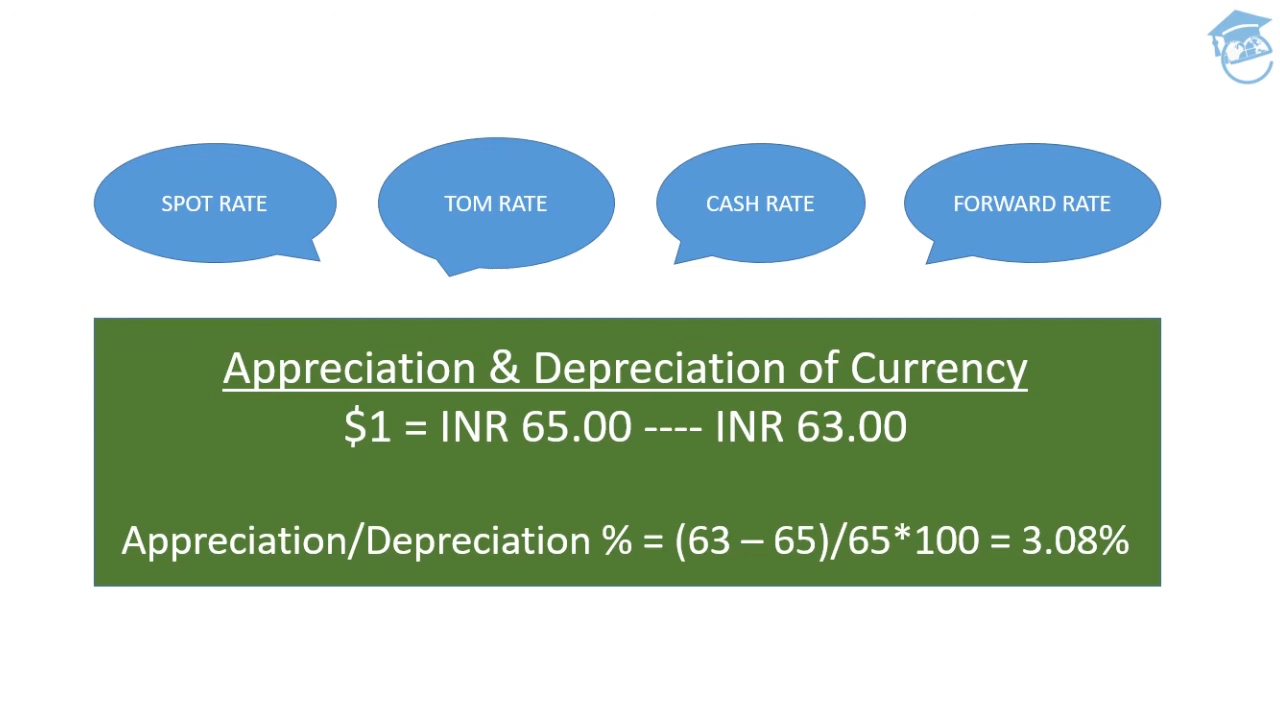 SPOT RATE
TOM RATE
CASH RATE
FORWARD RATE
Appreciation & Depreciation of Currency
$1 = INR 65.00 ---- INR 63.00
Appreciation/Depreciation % = (63 – 65)/65*100 = 3.08%